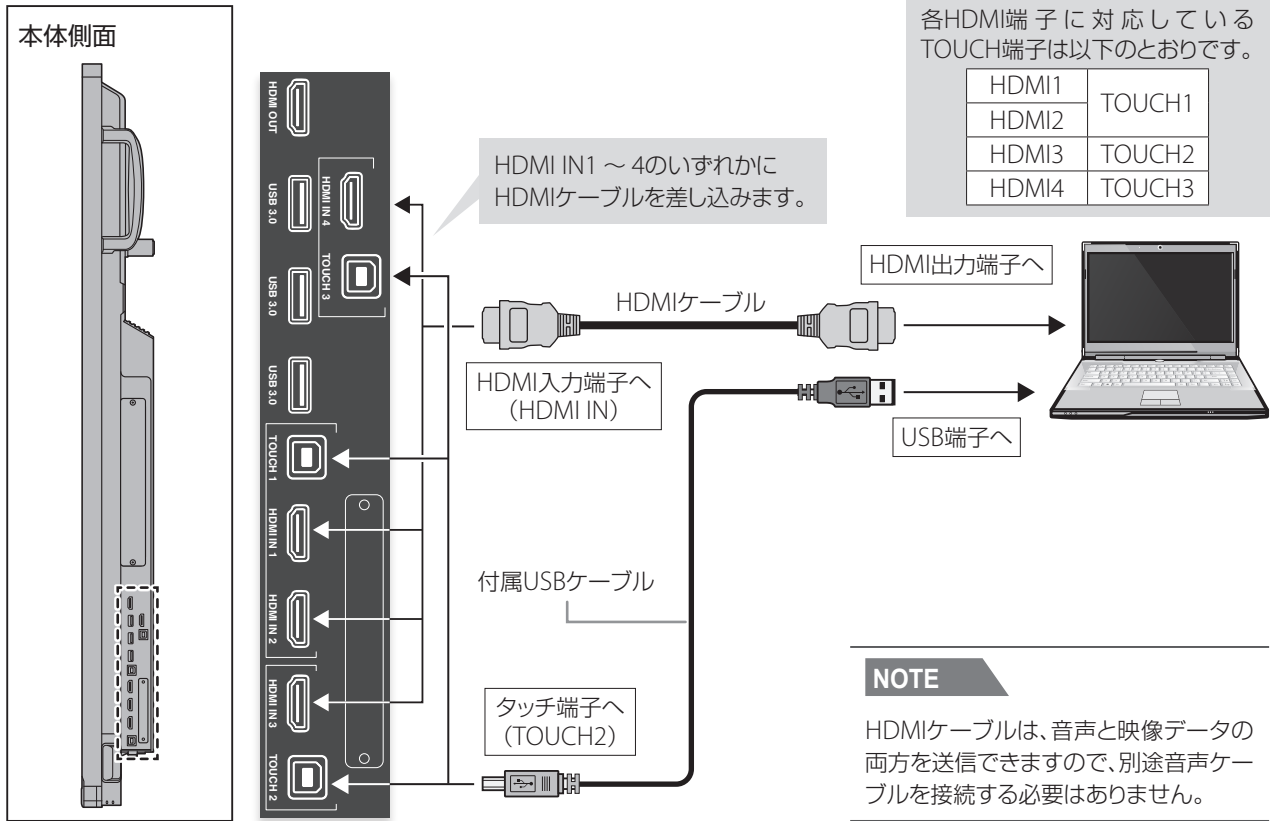 本体側面
HDMI OUT
USB 3.0
HDMI IN 4
USB 3.0
TOUCH 3
USB 3.0
TOUCH 1
HDMI IN 1
HDMI IN 2
HDMI IN 3
TOUCH 2
HDMI IN1 ～ 4のいずれかに
HDMIケーブルを差し込みます。
各HDMI端子に対応している
TOUCH端子は以下のとおりです。
HDMI1 TOUCH1
HDMI2
HDMI3 TOUCH2
HDMI4 TOUCH3
HDMI出力端子へ
HDMIケーブル
HDMI入力端子へ
（HDMI IN）
USB端子へ
付属USBケーブル
タッチ端子へ
（TOUCH2）
NOTE
HDMIケーブルは、音声と映像データの
両方を送信できますので、別途音声ケー
ブルを接続する必要はありません。